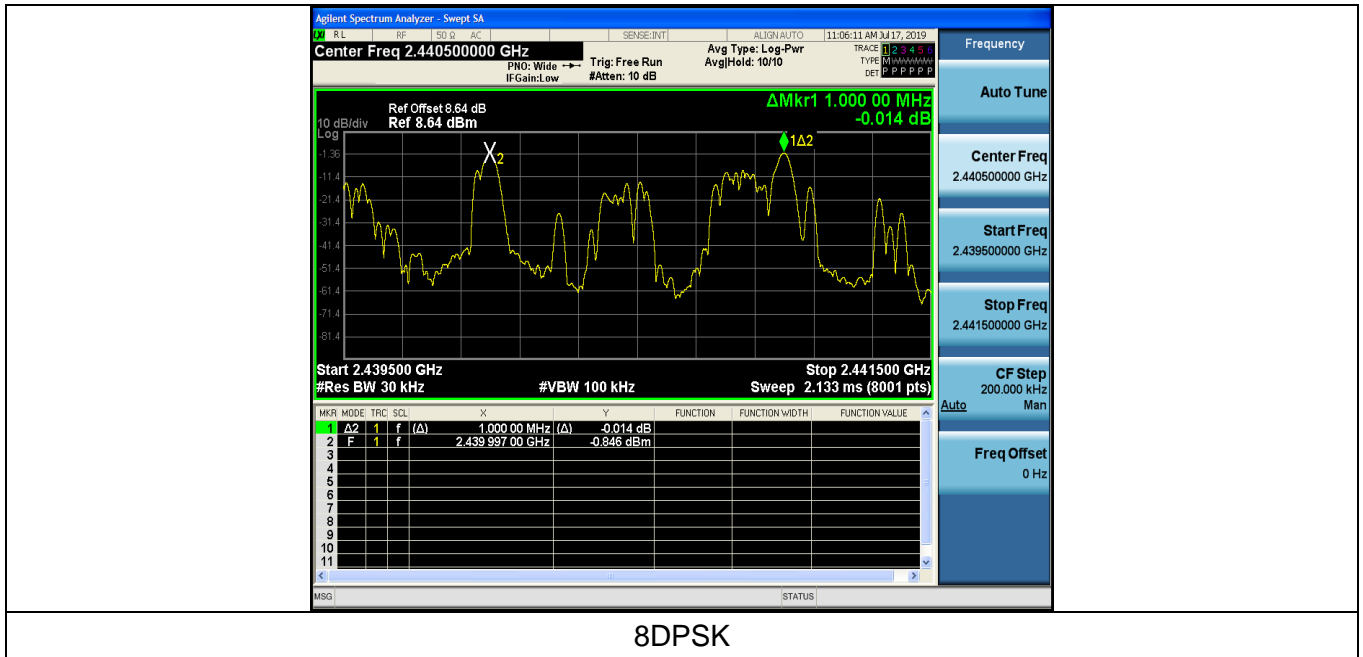 Agilent Spectrum Analyzer - Swept SA
RL RF 50 Ω AC SENSE:INT ALIGN AUTO 11:06:11 AM Jul 17, 2019
Center Freq 2.440500000 GHz
PNO: Wide
IFGain:Low
Trig: Free Run
#Atten: 10 dB
Avg Type: Log-Pwr
Avg|Hold: 10/10
TRACE 1 2 3 4 5 6
TYPE M WWWWW
DET P P P P P P
Ref Offset 8.64 dB
10 dB/div Ref 8.64 dBm
Log
ΔMkr1 1.000 00 MHz
-0.014 dB
1Δ2
X2
-1.36
-11.4
-21.4
-31.4
-41.4
-51.4
-61.4
-71.4
-81.4
Start 2.439500 GHz Stop 2.441500 GHz
#Res BW 30 kHz #VBW 100 kHz Sweep 2.133 ms (8001 pts)
MKR MODE TRC SCL X Y FUNCTION FUNCTION WIDTH FUNCTION VALUE
1 Δ2 1 f (Δ) 1.000 00 MHz (Δ) -0.014 dB
2 F 1 f 2.439 997 00 GHz -0.846 dBm
3
4
5
6
7
8
9
10
11
MSG STATUS
Frequency
Auto Tune
Center Freq
2.440500000 GHz
Start Freq
2.439500000 GHz
Stop Freq
2.441500000 GHz
CF Step
200.000 kHz
Auto Man
Freq Offset
0 Hz
8DPSK